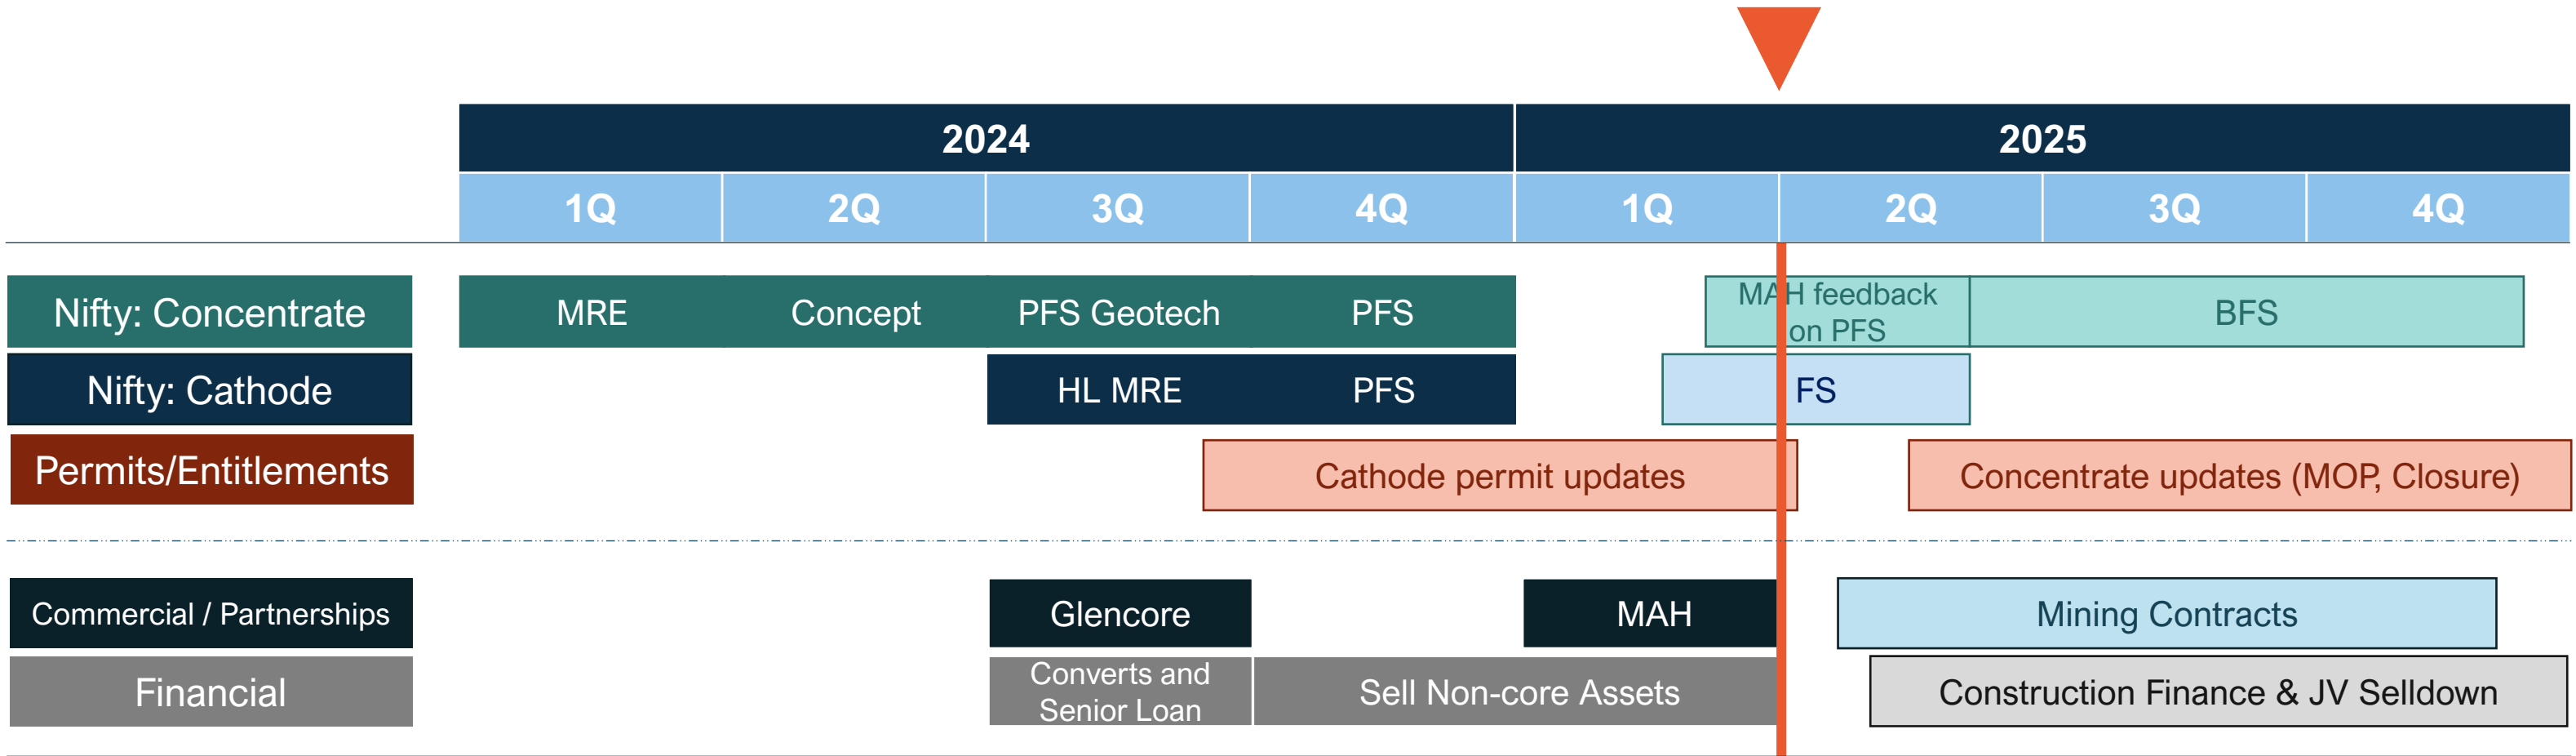 2024
2025
1Q
2Q
3Q
4Q
1Q
2Q
3Q
4Q
Nifty: Concentrate
MRE
Concept
PFS Geotech
PFS
MAH feedback
on PFS
BFS
Nifty: Cathode
HL MRE
PFS
FS
Permits/Entitlements
Cathode permit updates
Concentrate updates (MOP, Closure)
Commercial / Partnerships
Glencore
MAH
Mining Contracts
Financial
Converts and
Senior Loan
Sell Non-core Assets
Construction Finance & JV Selldown